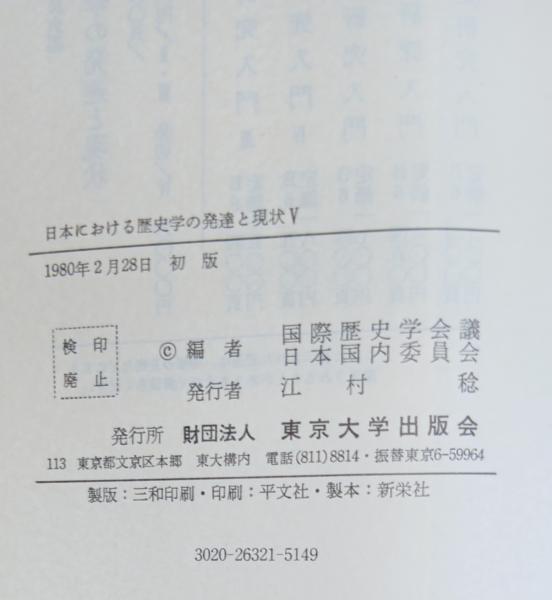 日本における歴史学の発達と現状 V
1980年2月28日 初 版
検印
廃止
© 編 者 国際歴史学会議
日本国内委員会
発行者 江 村 稔
発行所 財団法人 東京大学出版会
113 東京都文京区本郷 東大構内 電話(811)8814・振替東京6-59964
製版:三和印刷・印刷:平文社・製本:新栄社
3020-26321-5149